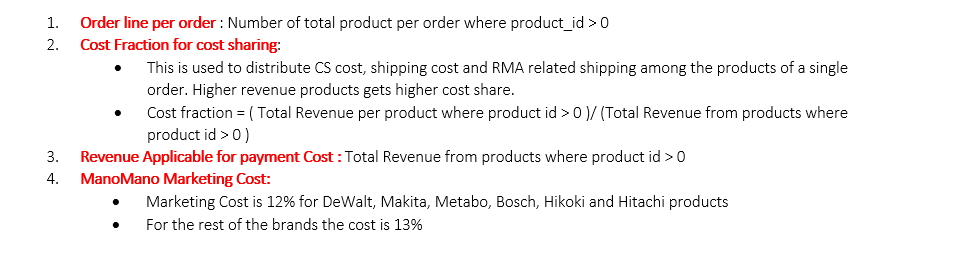 1. Order line per order : Number of total product per order where product_id > 0
2. Cost Fraction for cost sharing:
• This is used to distribute CS cost, shipping cost and RMA related shipping among the products of a single
order. Higher revenue products gets higher cost share.
• Cost fraction = ( Total Revenue per product where product id > 0 )/ (Total Revenue from products where
product id > 0 )
3. Revenue Applicable for payment Cost : Total Revenue from products where product id > 0
4. ManoMano Marketing Cost:
• Marketing Cost is 12% for DeWalt, Makita, Metabo, Bosch, Hikoki and Hitachi products
• For the rest of the brands the cost is 13%